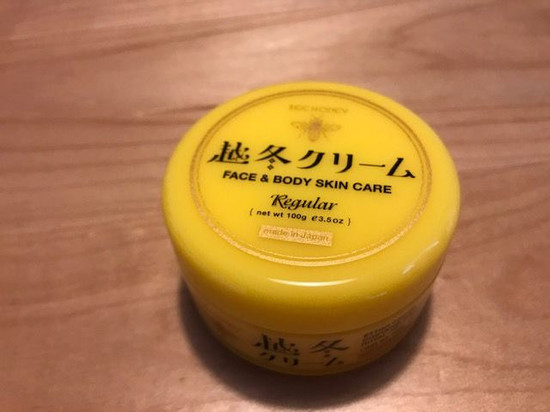 BEE HONEY
越冬クリーム
FACE & BODY SKIN CARE
Regular
( net wt 100g e3.5oz )
made in Japan
越冬
クリーム